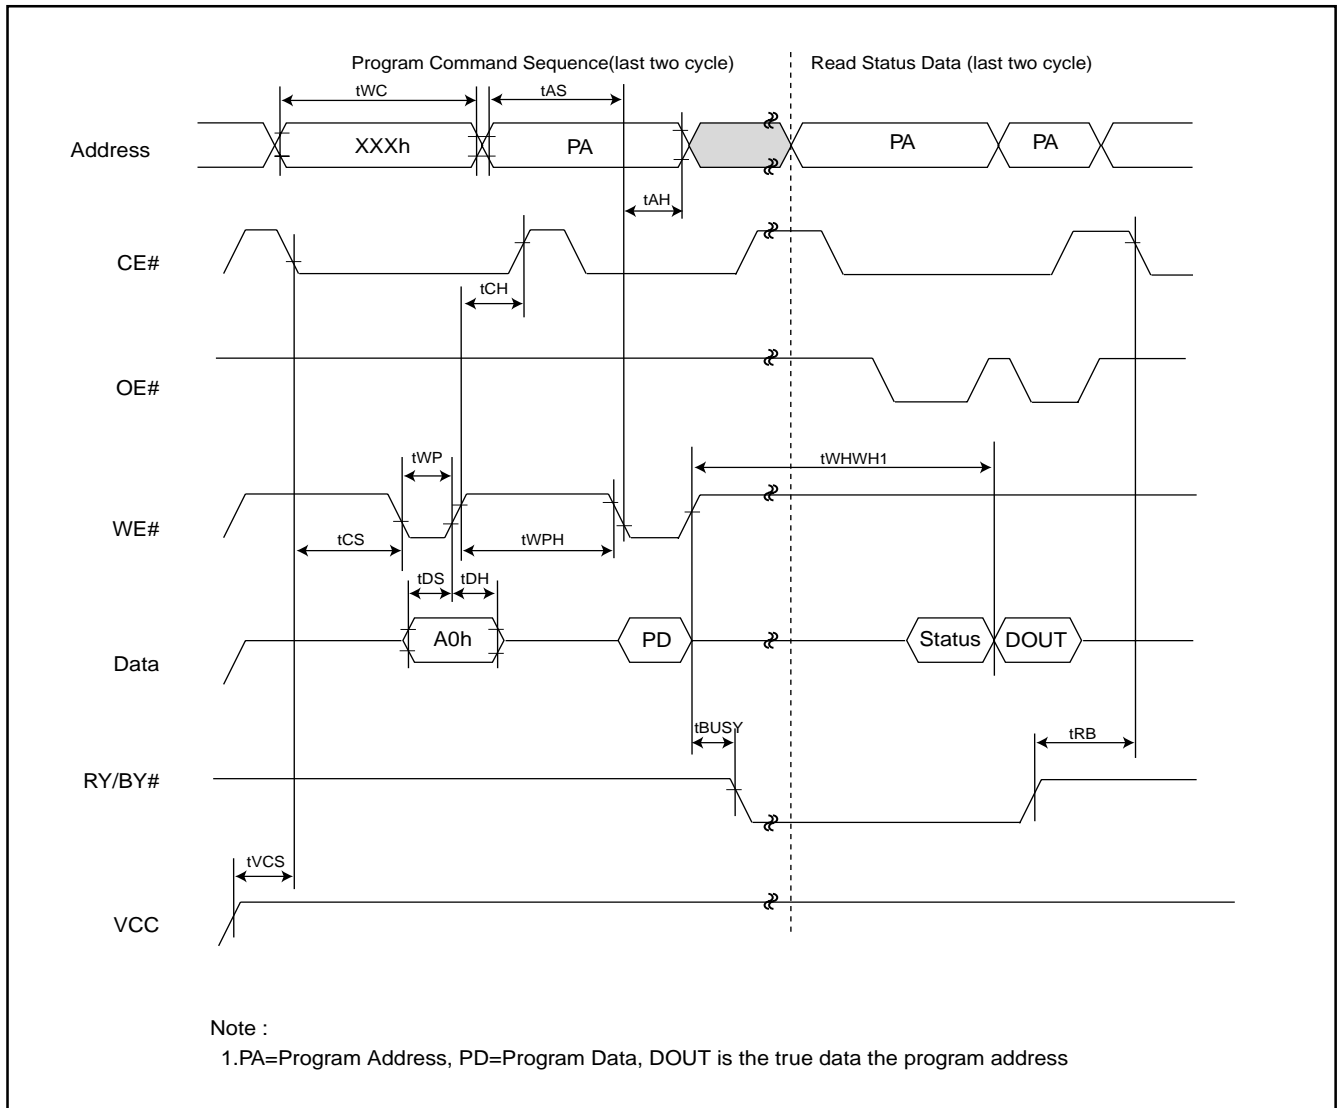 Program Command Sequence(last two cycle)
Read Status Data (last two cycle)
tWC
tAS
Address
XXXh
PA
PA
PA
tAH
CE#
tCH
OE#
tWP
tWHWH1
WE#
tCS
tWPH
tDS
tDH
A0h
PD
Status
DOUT
Data
tBUSY
tRB
RY/BY#
tVCS
VCC
Note :
1.PA=Program Address, PD=Program Data, DOUT is the true data the program address